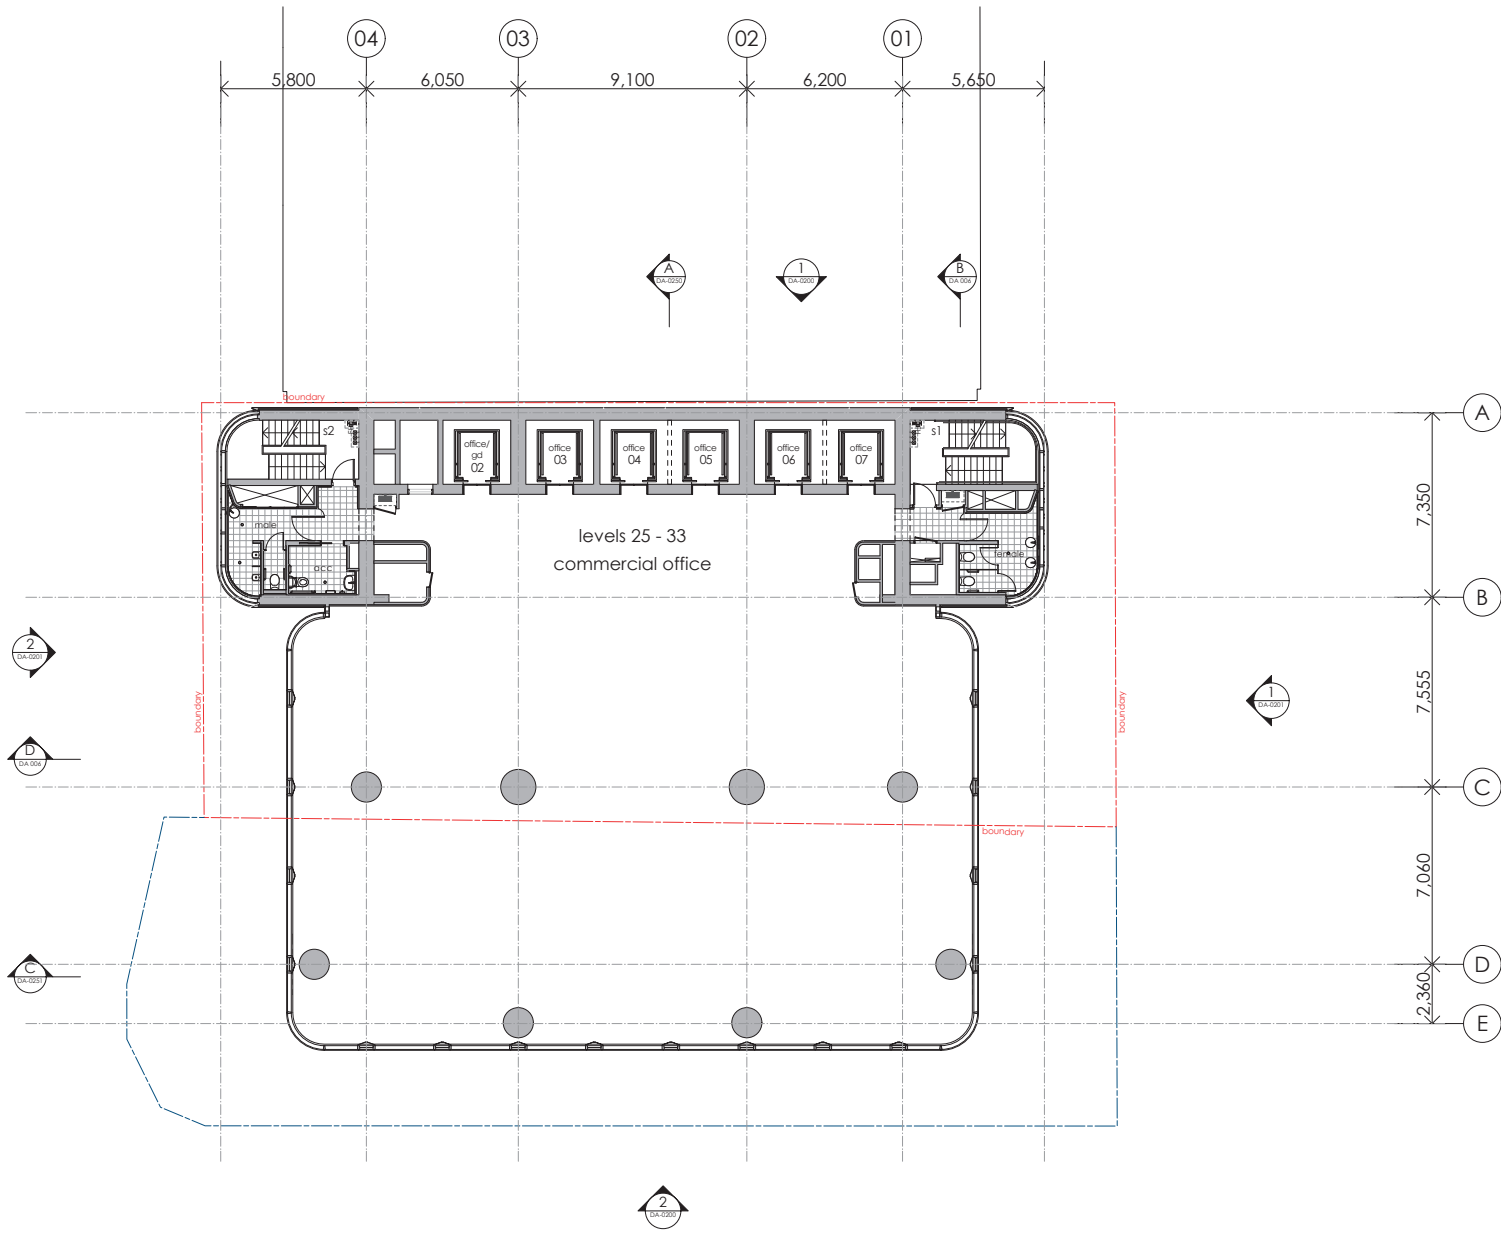 04
03
02
01
5,800
6,050
9,100
6,200
5,650
A
DA-0250
1
DA-0200
B
DA 006
boundary
A
s2
office/
gd
02
office
03
office
04
office
05
office
06
office
07
s1
7,350
male
levels 25 - 33
commercial office
acc
female
B
2
DA-0201
7,555
boundary
boundary
1
DA-0201
D
DA 006
C
boundary
7,060
C
DA-0251
D
2,360
E
2
DA-0200